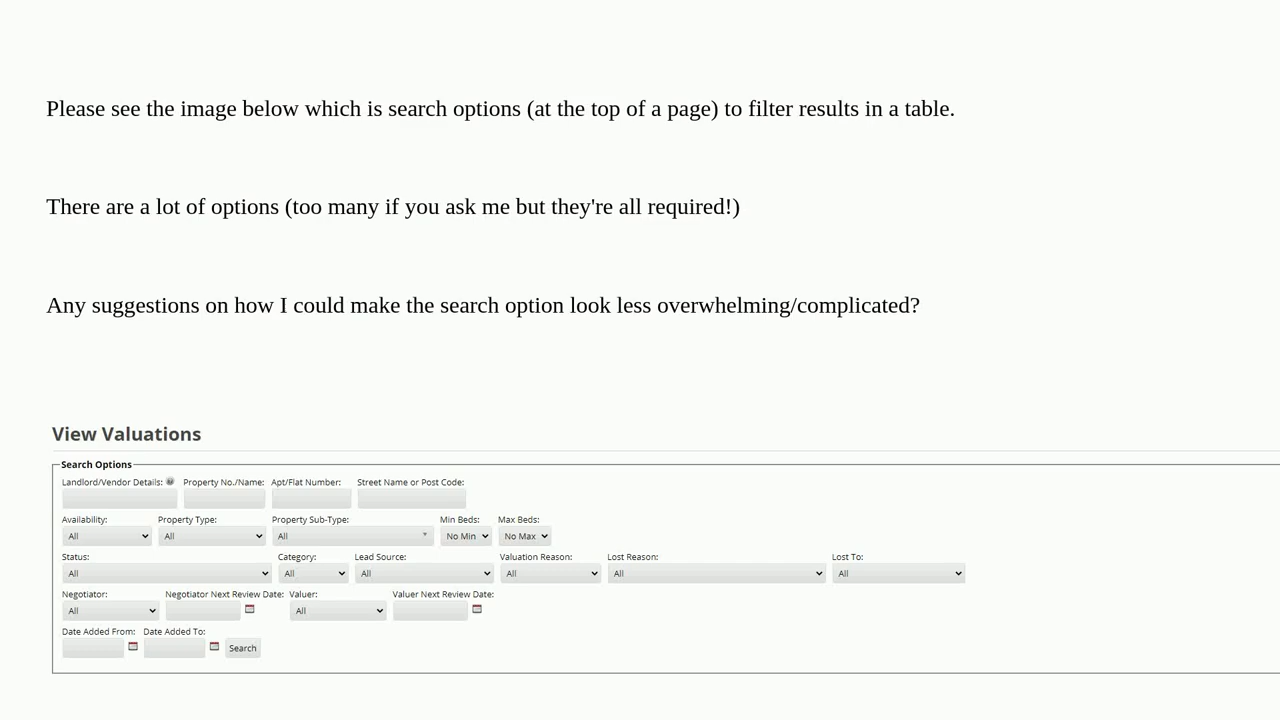 Please see the image below which is search options (at the top of a page) to filter results in a table.
There are a lot of options (too many if you ask me but they're all required!)
Any suggestions on how I could make the search option look less overwhelming/complicated?
View Valuations
Search Options
Landlord/Vendor Details: Property No./Name: Apt/Flat Number: Street Name or Post Code:
Availability: Property Type: Property Sub-Type: Min Beds: Max Beds:
All All All No Min No Max
Status: Category: Lead Source: Valuation Reason: Lost Reason: Lost To:
All All All All All All
Negotiator: Negotiator Next Review Date: Valuer: Valuer Next Review Date:
All All
Date Added From: Date Added To:
Search